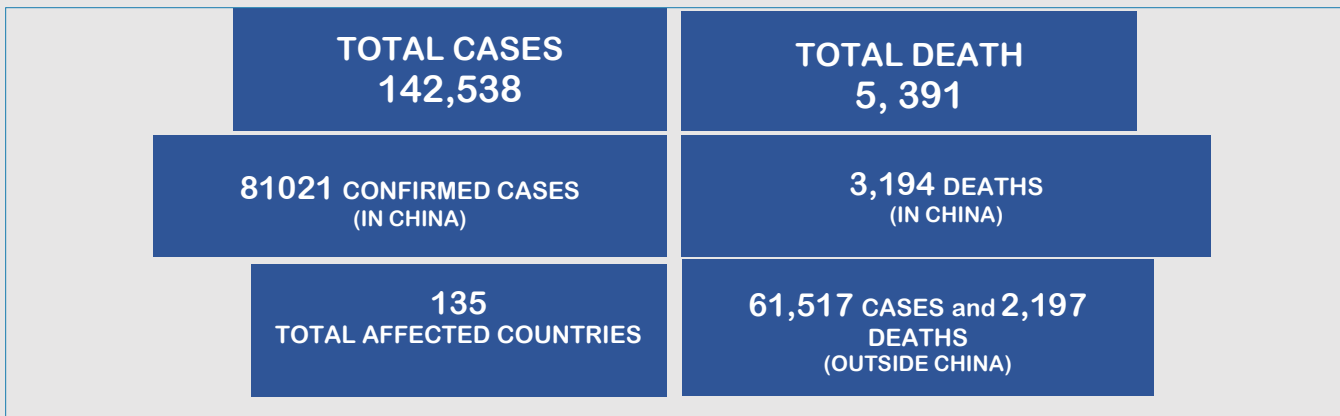 TOTAL CASES
142,538
TOTAL DEATH
5, 391
81021 CONFIRMED CASES
(IN CHINA)
3,194 DEATHS
(IN CHINA)
135
TOTAL AFFECTED COUNTRIES
61,517 CASES and 2,197
DEATHS
(OUTSIDE CHINA)